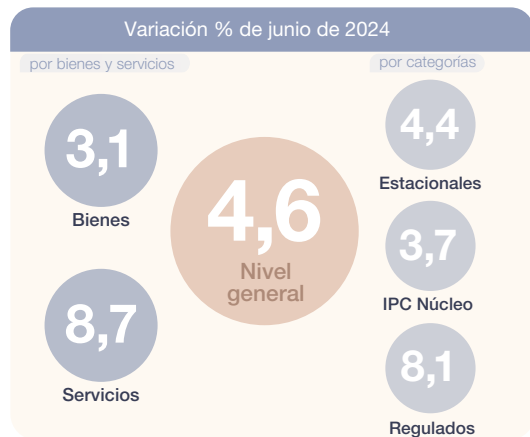 Variación % de junio de 2024
por bienes y servicios
3,1
Bienes
8,7
Servicios
4,6
Nivel
general
por categorías
4,4
Estacionales
3,7
IPC Núcleo
8,1
Regulados